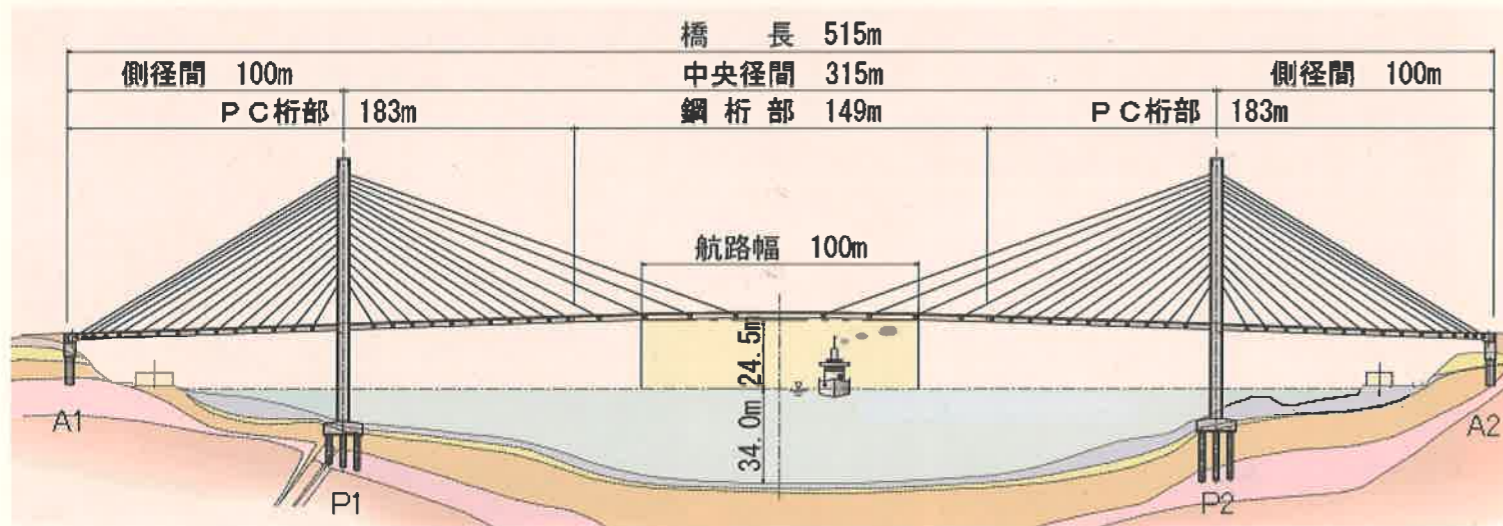 橋　長 515m
側径間 100m 中央径間 315m 側径間 100m
ＰＣ桁部 183m 鋼 桁 部 149m ＰＣ桁部 183m
航路幅 100m
24.5m
34.0m
A1
A2
P1
P2